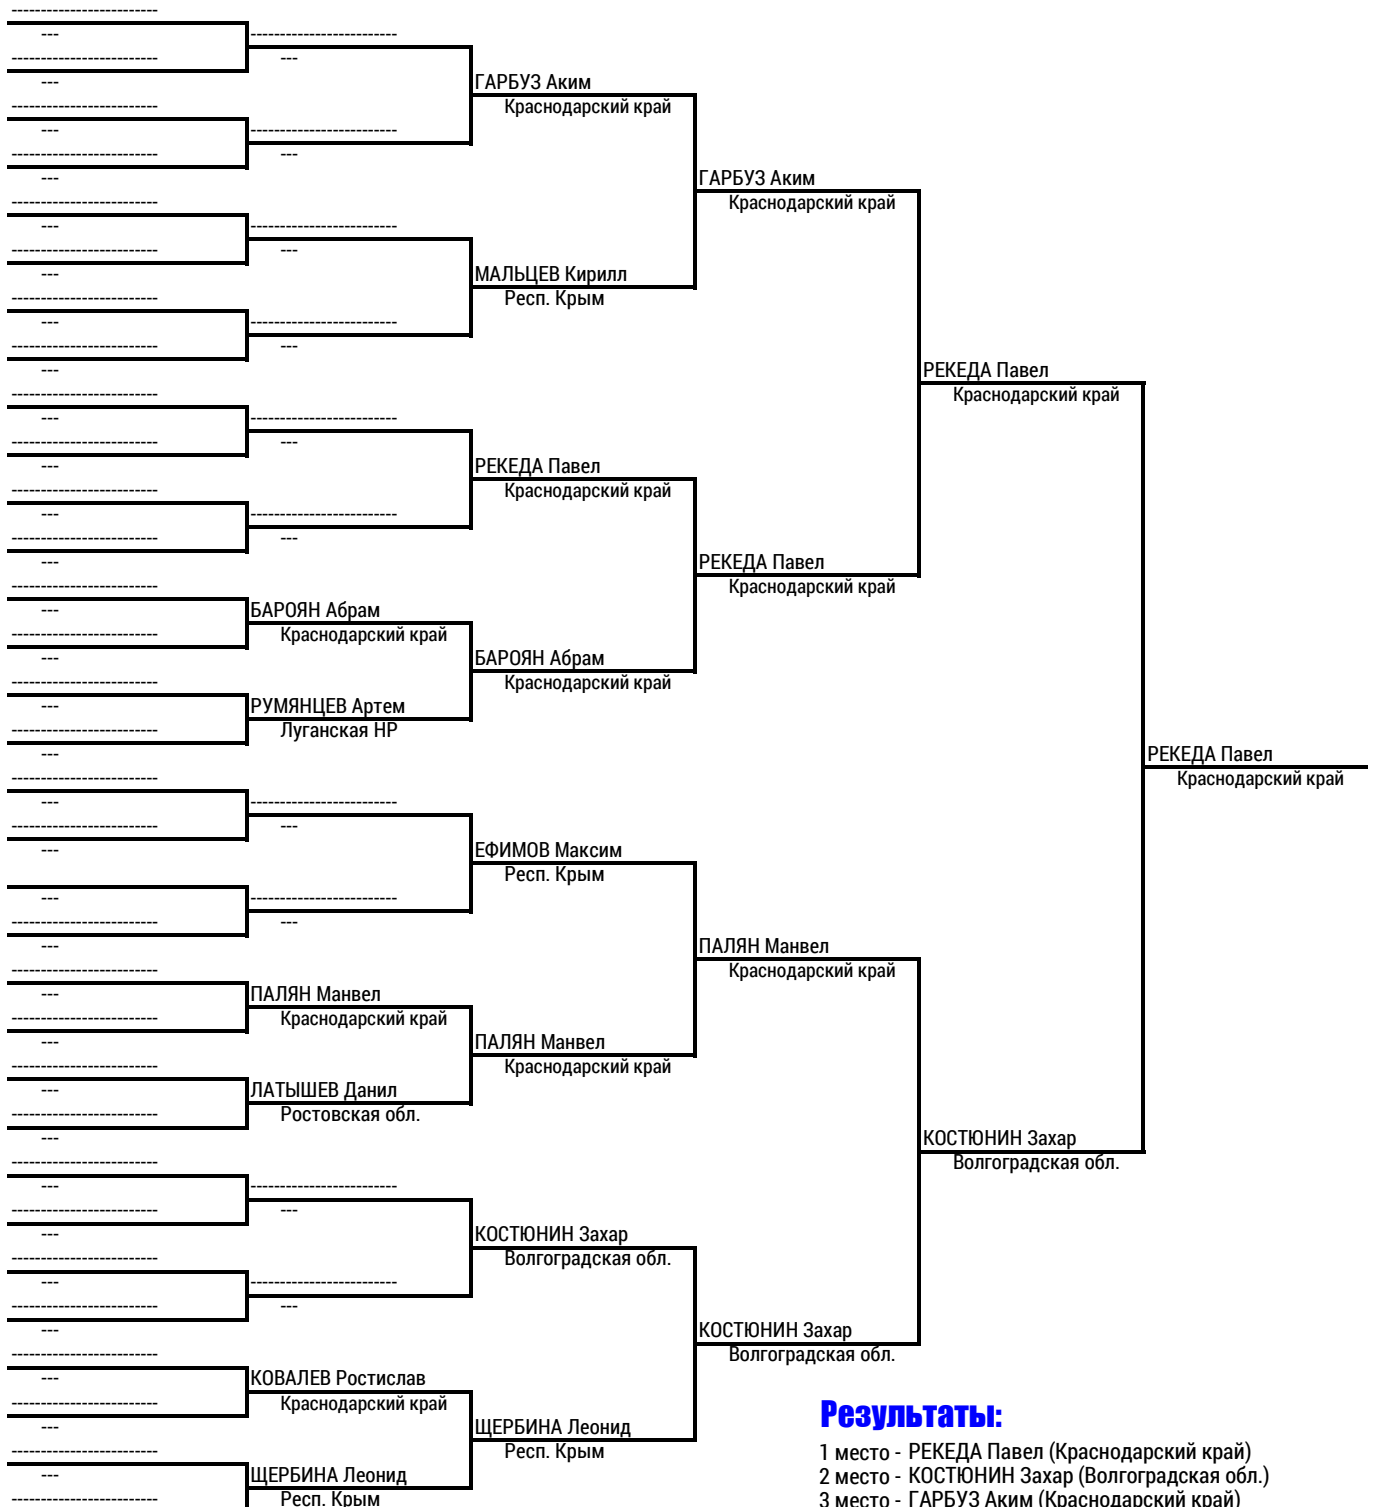 -------------------------
---
-------------------------
---
-------------------------
---
-------------------------
---
-------------------------
---
-------------------------
---
-------------------------
---
-------------------------
---
-------------------------
---
-------------------------
---
-------------------------
---
-------------------------
---
-------------------------
---
-------------------------
---
-------------------------
---
-------------------------
---
-------------------------
---
-------------------------
---
---
-------------------------
---
-------------------------
---
-------------------------
---
-------------------------
---
-------------------------
---
-------------------------
---
-------------------------
---
-------------------------
---
-------------------------
---
-------------------------
---
-------------------------
---
-------------------------
---
-------------------------
-------------------------
---
-------------------------
---
-------------------------
---
-------------------------
---
-------------------------
---
-------------------------
---
БАРОЯН Абрам
Краснодарский край
РУМЯНЦЕВ Артем
Луганская НР
-------------------------
---
-------------------------
---
ПАЛЯН Манвел
Краснодарский край
ЛАТЫШЕВ Данил
Ростовская обл.
-------------------------
---
-------------------------
---
КОВАЛЕВ Ростислав
Краснодарский край
ЩЕРБИНА Леонид
Респ. Крым
ГАРБУЗ Аким
Краснодарский край
МАЛЬЦЕВ Кирилл
Респ. Крым
РЕКЕДА Павел
Краснодарский край
БАРОЯН Абрам
Краснодарский край
ЕФИМОВ Максим
Респ. Крым
ПАЛЯН Манвел
Краснодарский край
КОСТЮНИН Захар
Волгоградская обл.
ЩЕРБИНА Леонид
Респ. Крым
ГАРБУЗ Аким
Краснодарский край
РЕКЕДА Павел
Краснодарский край
ПАЛЯН Манвел
Краснодарский край
КОСТЮНИН Захар
Волгоградская обл.
РЕКЕДА Павел
Краснодарский край
КОСТЮНИН Захар
Волгоградская обл.
РЕКЕДА Павел
Краснодарский край
Результаты:
1 место - РЕКЕДА Павел (Краснодарский край)
2 место - КОСТЮНИН Захар (Волгоградская обл.)
3 место - ГАРБУЗ Аким (Краснодарский край)